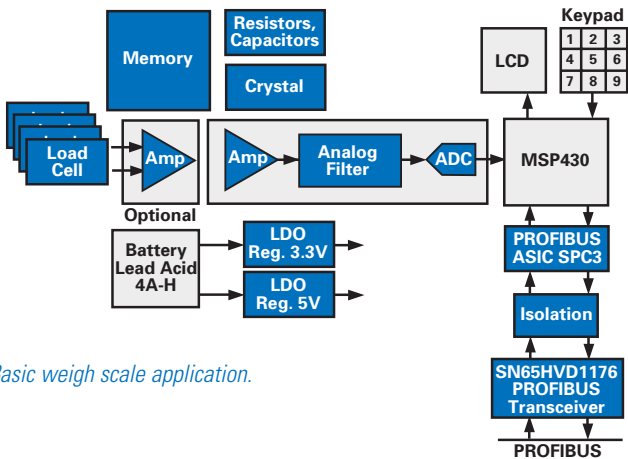 Memory
Resistors,
Capacitors
Crystal
LCD
Keypad
1 2 3
4 5 6
7 8 9
Load
Cell
Amp
Optional
Amp
Analog
Filter
ADC
MSP430
Battery
Lead Acid
4A-H
LDO
Reg. 3.3V
LDO
Reg. 5V
PROFIBUS
ASIC SPC3
Isolation
SN65HVD1176
PROFIBUS
Transceiver
PROFIBUS
Basic weigh scale application.